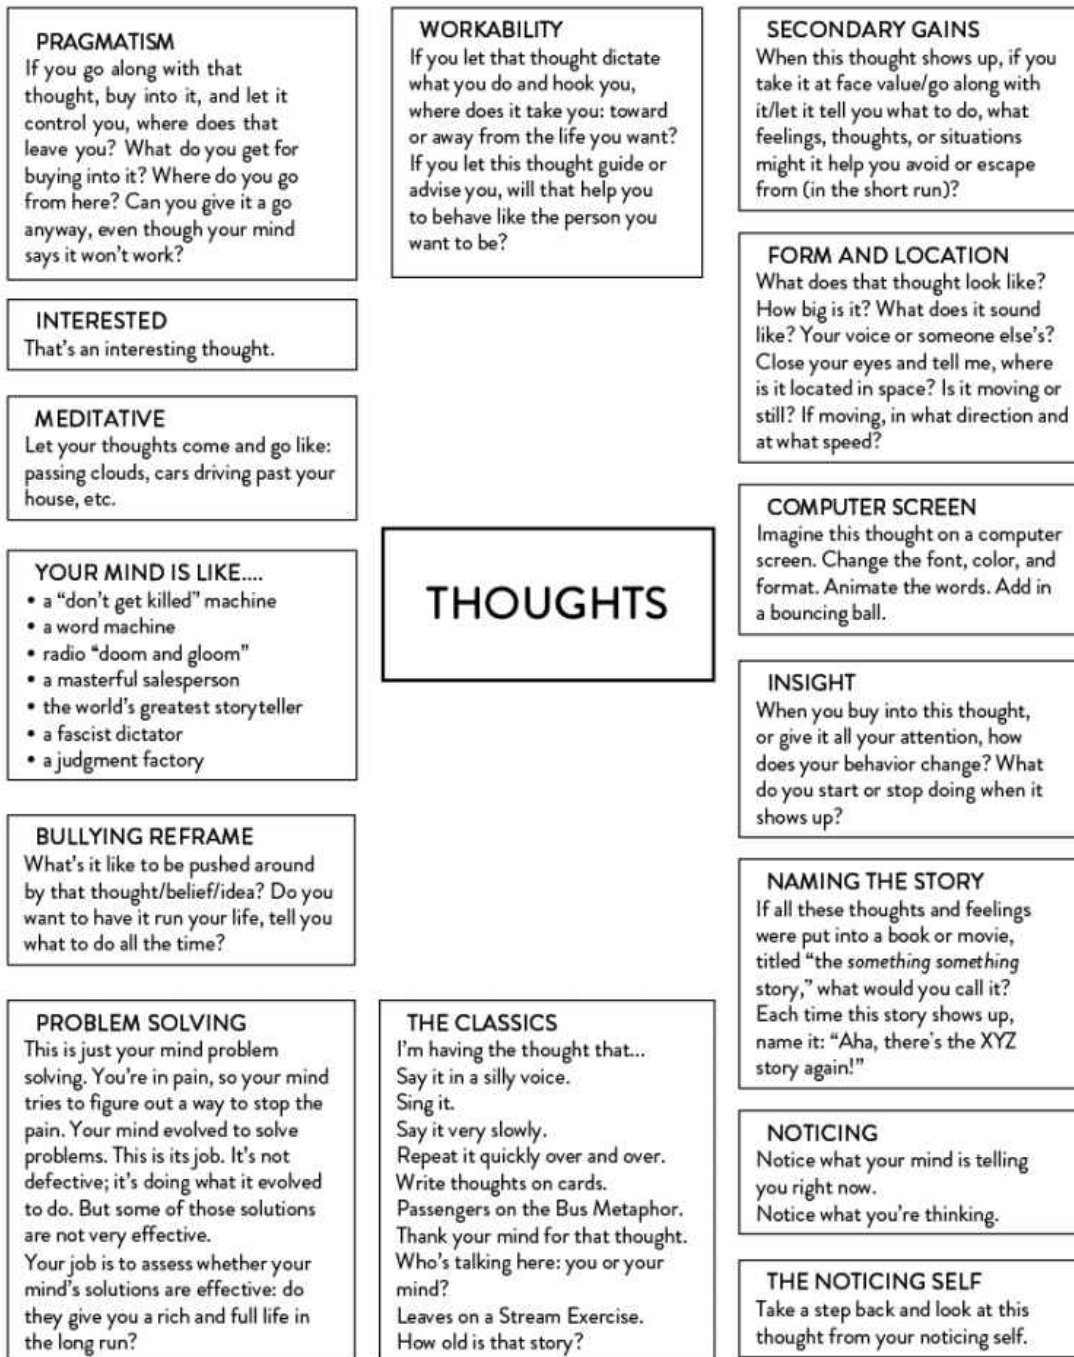 PRAGMATISM
If you go along with that
thought, buy into it, and let it
control you, where does that
leave you? What do you get for
buying into it? Where do you go
from here? Can you give it a go
anyway, even though your mind
says it won't work?
WORKABILITY
If you let that thought dictate
what you do and hook you,
where does it take you: toward
or away from the life you want?
If you let this thought guide or
advise you, will that help you
to behave like the person you
want to be?
SECONDARY GAINS
When this thought shows up, if you
take it at face value/go along with
it/let it tell you what to do, what
feelings, thoughts, or situations
might it help you avoid or escape
from (in the short run)?
INTERESTED
That's an interesting thought.
FORM AND LOCATION
What does that thought look like?
How big is it? What does it sound
like? Your voice or someone else's?
Close your eyes and tell me, where
is it located in space? Is it moving or
still? If moving, in what direction and
at what speed?
MEDITATIVE
Let your thoughts come and go like:
passing clouds, cars driving past your
house, etc.
COMPUTER SCREEN
Imagine this thought on a computer
screen. Change the font, color, and
format. Animate the words. Add in
a bouncing ball.
YOUR MIND IS LIKE....
• a "don't get killed" machine
• a word machine
• radio "doom and gloom"
• a masterful salesperson
• the world's greatest storyteller
• a fascist dictator
• a judgment factory
THOUGHTS
INSIGHT
When you buy into this thought,
or give it all your attention, how
does your behavior change? What
do you start or stop doing when it
shows up?
BULLYING REFRAME
What's it like to be pushed around
by that thought/belief/idea? Do you
want to have it run your life, tell you
what to do all the time?
NAMING THE STORY
If all these thoughts and feelings
were put into a book or movie,
titled "the something something
story," what would you call it?
Each time this story shows up,
name it: "Aha, there's the XYZ
story again!"
PROBLEM SOLVING
This is just your mind problem
solving. You're in pain, so your mind
tries to figure out a way to stop the
pain. Your mind evolved to solve
problems. This is its job. It's not
defective; it's doing what it evolved
to do. But some of those solutions
are not very effective.
Your job is to assess whether your
mind's solutions are effective: do
they give you a rich and full life in
the long run?
THE CLASSICS
I'm having the thought that...
Say it in a silly voice.
Sing it.
Say it very slowly.
Repeat it quickly over and over.
Write thoughts on cards.
Passengers on the Bus Metaphor.
Thank your mind for that thought.
Who's talking here: you or your
mind?
Leaves on a Stream Exercise.
How old is that story?
NOTICING
Notice what your mind is telling
you right now.
Notice what you're thinking.
THE NOTICING SELF
Take a step back and look at this
thought from your noticing self.